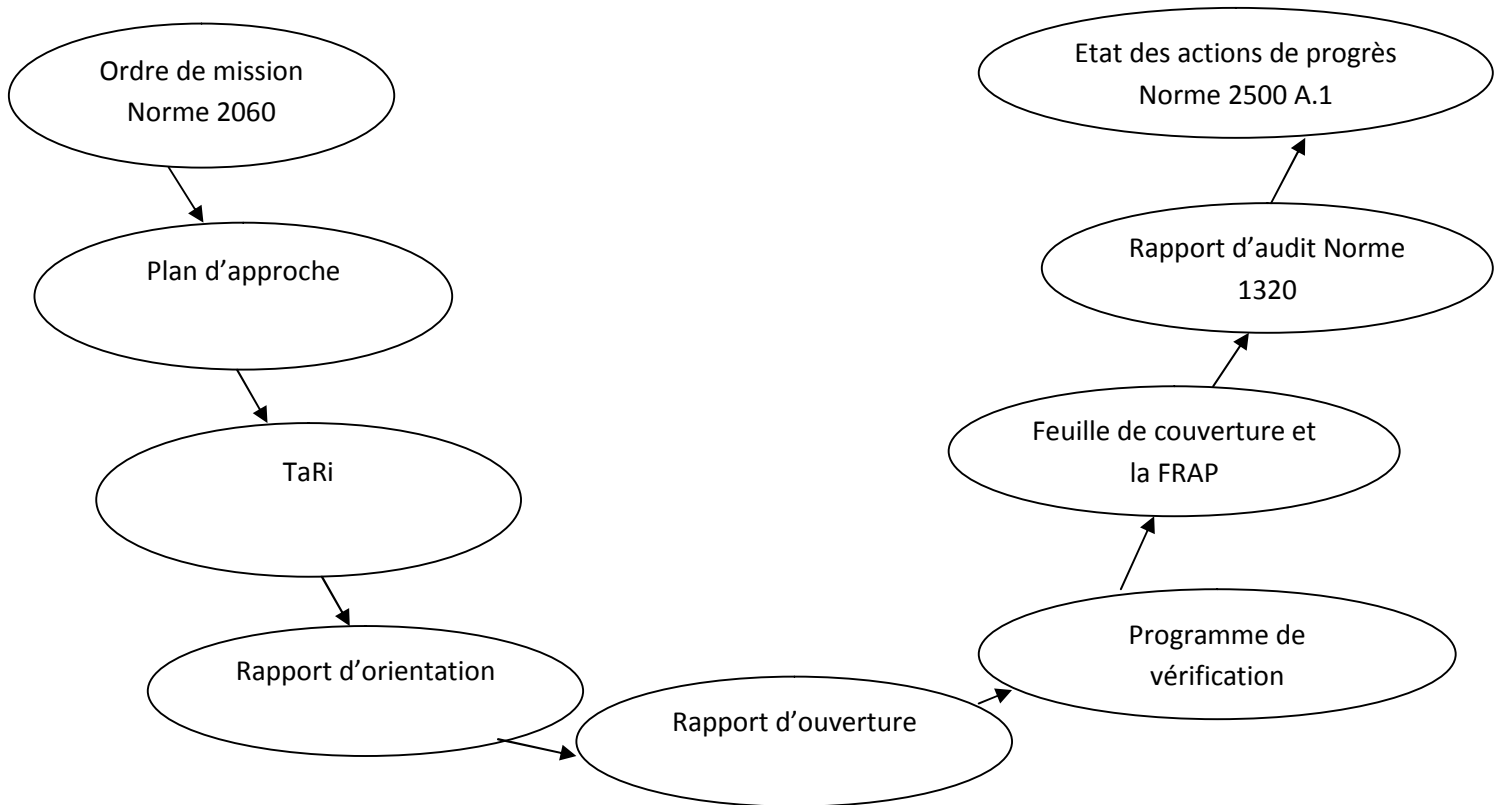 Ordre de mission
Norme 2060
Plan d’approche
TaRi
Rapport d’orientation
Rapport d’ouverture
Programme de
vérification
Feuille de couverture et
la FRAP
Rapport d’audit Norme
1320
Etat des actions de progrès
Norme 2500 A.1